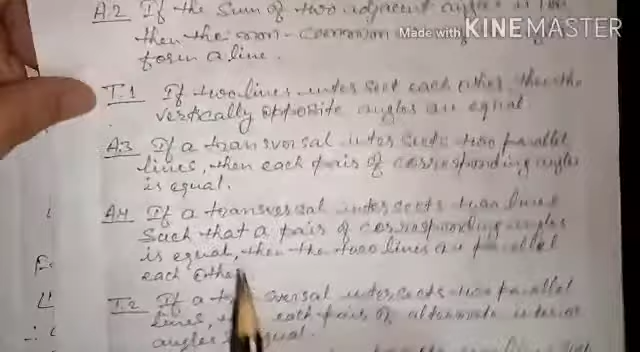 A.2 If the Sum of two adjacent angles is
then the non-common
form a line.
Made with KINEMASTER
T.1 If two lines intersect each other, then the
vertically opposite angles are equal
A.3 If a transversal intersects two parallel
lines, then each pair of corresponding angles
is equal.
A.4 If a transversal intersects two lines
Such that a pair of corresponding angles
is equal, then the two lines are parallel
each other
T.2 If a transversal intersects two parallel
lines, each pair of alternate interior
angles equal.